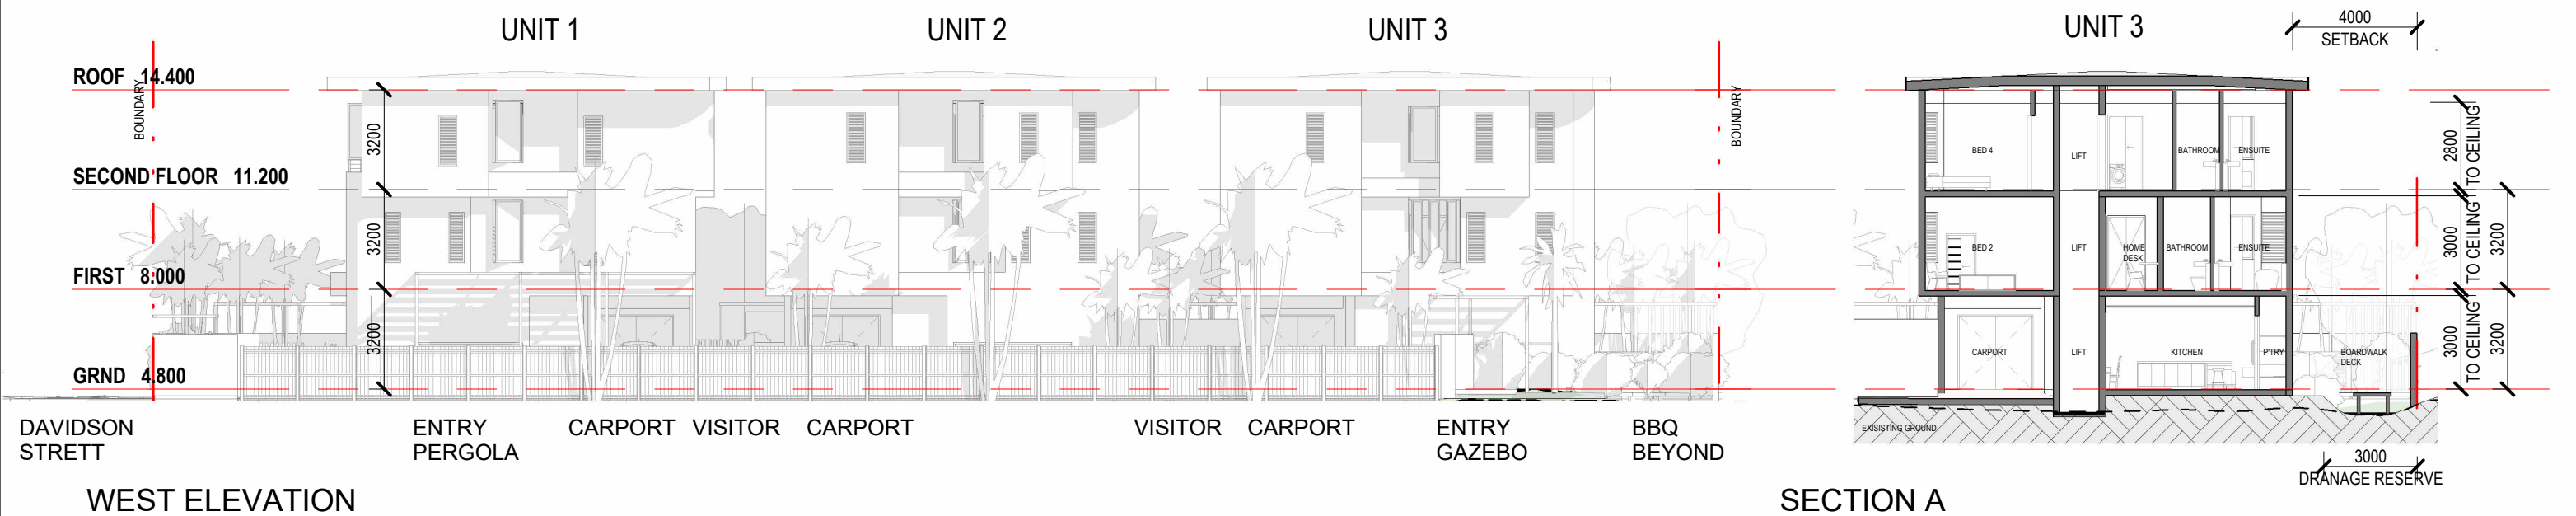 UNIT 1
UNIT 2
UNIT 3
UNIT 3
4000
SETBACK
ROOF 14.400
BOUNDARY
BOUNDARY
SECOND FLOOR 11.200
FIRST 8.000
GRND 4.800
3200
3200
3200
BED 4
LIFT
BATHROOM
ENSUITE
BED 2
LIFT
HOME
DESK
BATHROOM
ENSUITE
CARPORT
LIFT
KITCHEN
P'TRY
BOARDWALK
DECK
2800
TO CEILING
3000
TO CEILING
3200
3000
TO CEILING
3200
EXISISTING GROUND
DAVIDSON
STRETT
ENTRY
PERGOLA
CARPORT
VISITOR
CARPORT
VISITOR
CARPORT
ENTRY
GAZEBO
BBQ
BEYOND
3000
DRANAGE RESERVE
WEST ELEVATION
SECTION A